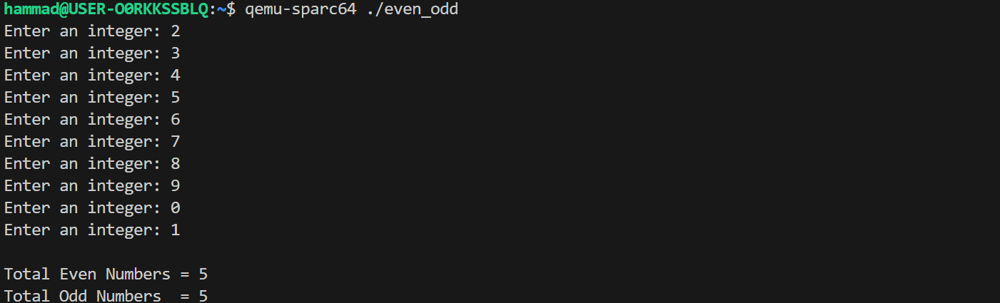 hammad@USER-O0RKKSSBLQ:~$ qemu-sparc64 ./even_odd
Enter an integer: 2
Enter an integer: 3
Enter an integer: 4
Enter an integer: 5
Enter an integer: 6
Enter an integer: 7
Enter an integer: 8
Enter an integer: 9
Enter an integer: 0
Enter an integer: 1

Total Even Numbers = 5
Total Odd Numbers  = 5